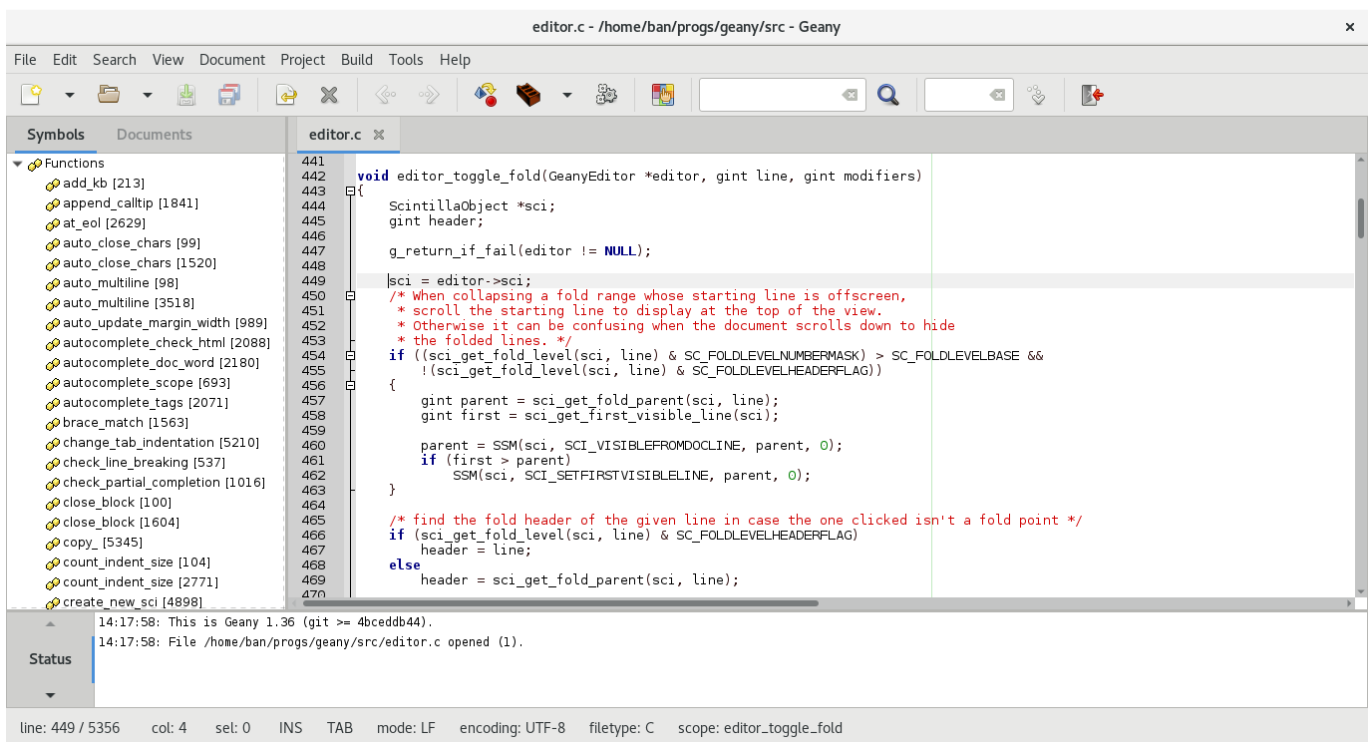 editor.c - /home/ban/progs/geany/src - Geany
File Edit Search View Document Project Build Tools Help
Symbols Documents
editor.c
Functions
add_kb [213]
append_calltip [1841]
at_eol [2629]
auto_close_chars [99]
auto_close_chars [1520]
auto_multiline [98]
auto_multiline [3518]
auto_update_margin_width [989]
autocomplete_check_html [2088]
autocomplete_doc_word [2180]
autocomplete_scope [693]
autocomplete_tags [2071]
brace_match [1563]
change_tab_indentation [5210]
check_line_breaking [537]
check_partial_completion [1016]
close_block [100]
close_block [1604]
copy_ [5345]
count_indent_size [104]
count_indent_size [2771]
create_new_sci [4898]
441
442 void editor_toggle_fold(GeanyEditor *editor, gint line, gint modifiers)
443 {
444     ScintillaObject *sci;
445     gint header;
446
447     g_return_if_fail(editor != NULL);
448
449     sci = editor->sci;
450     /* When collapsing a fold range whose starting line is offscreen,
451      * scroll the starting line to display at the top of the view.
452      * Otherwise it can be confusing when the document scrolls down to hide
453      * the folded lines. */
454     if ((sci_get_fold_level(sci, line) & SC_FOLDLEVELNUMBERMASK) > SC_FOLDLEVELBASE &&
455         !(sci_get_fold_level(sci, line) & SC_FOLDLEVELHEADERFLAG))
456     {
457         gint parent = sci_get_fold_parent(sci, line);
458         gint first = sci_get_first_visible_line(sci);
459
460         parent = SSM(sci, SCI_VISIBLEFROMDOCLINE, parent, 0);
461         if (first > parent)
462             SSM(sci, SCI_SETFIRSTVISIBLELINE, parent, 0);
463     }
464
465     /* find the fold header of the given line in case the one clicked isn't a fold point */
466     if (sci_get_fold_level(sci, line) & SC_FOLDLEVELHEADERFLAG)
467         header = line;
468     else
469         header = sci_get_fold_parent(sci, line);
470
Status
14:17:58: This is Geany 1.36 (git >= 4bceddb44).
14:17:58: File /home/ban/progs/geany/src/editor.c opened (1).
line: 449 / 5356 col: 4 sel: 0 INS TAB mode: LF encoding: UTF-8 filetype: C scope: editor_toggle_fold